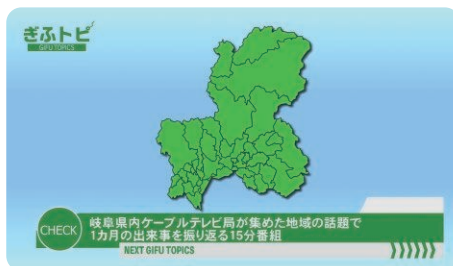 ぎふトピ
GIFU TOPICS
CHECK
岐阜県内ケーブルテレビ局が集めた地域の話題で
1カ月の出来事を振り返る15分番組
NEXT GIFU TOPICS